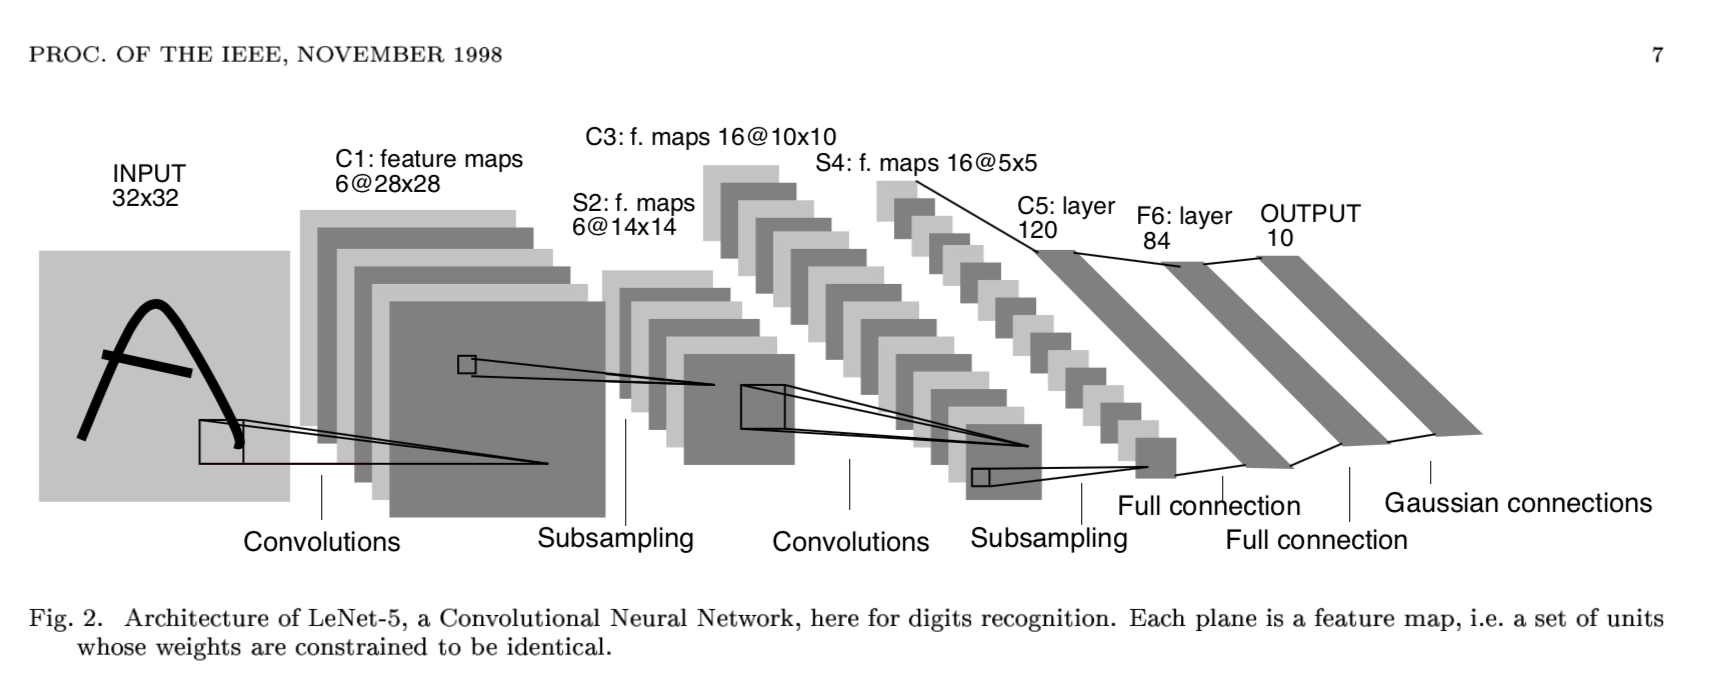 PROC. OF THE IEEE, NOVEMBER 1998
7
INPUT
32x32
C1: feature maps
6@28x28
C3: f. maps 16@10x10
S2: f. maps
6@14x14
S4: f. maps 16@5x5
C5: layer
120
F6: layer
84
OUTPUT
10
Convolutions
Subsampling
Convolutions
Subsampling
Full connection
Full connection
Gaussian connections
Fig. 2. Architecture of LeNet-5, a Convolutional Neural Network, here for digits recognition. Each plane is a feature map, i.e. a set of units
whose weights are constrained to be identical.